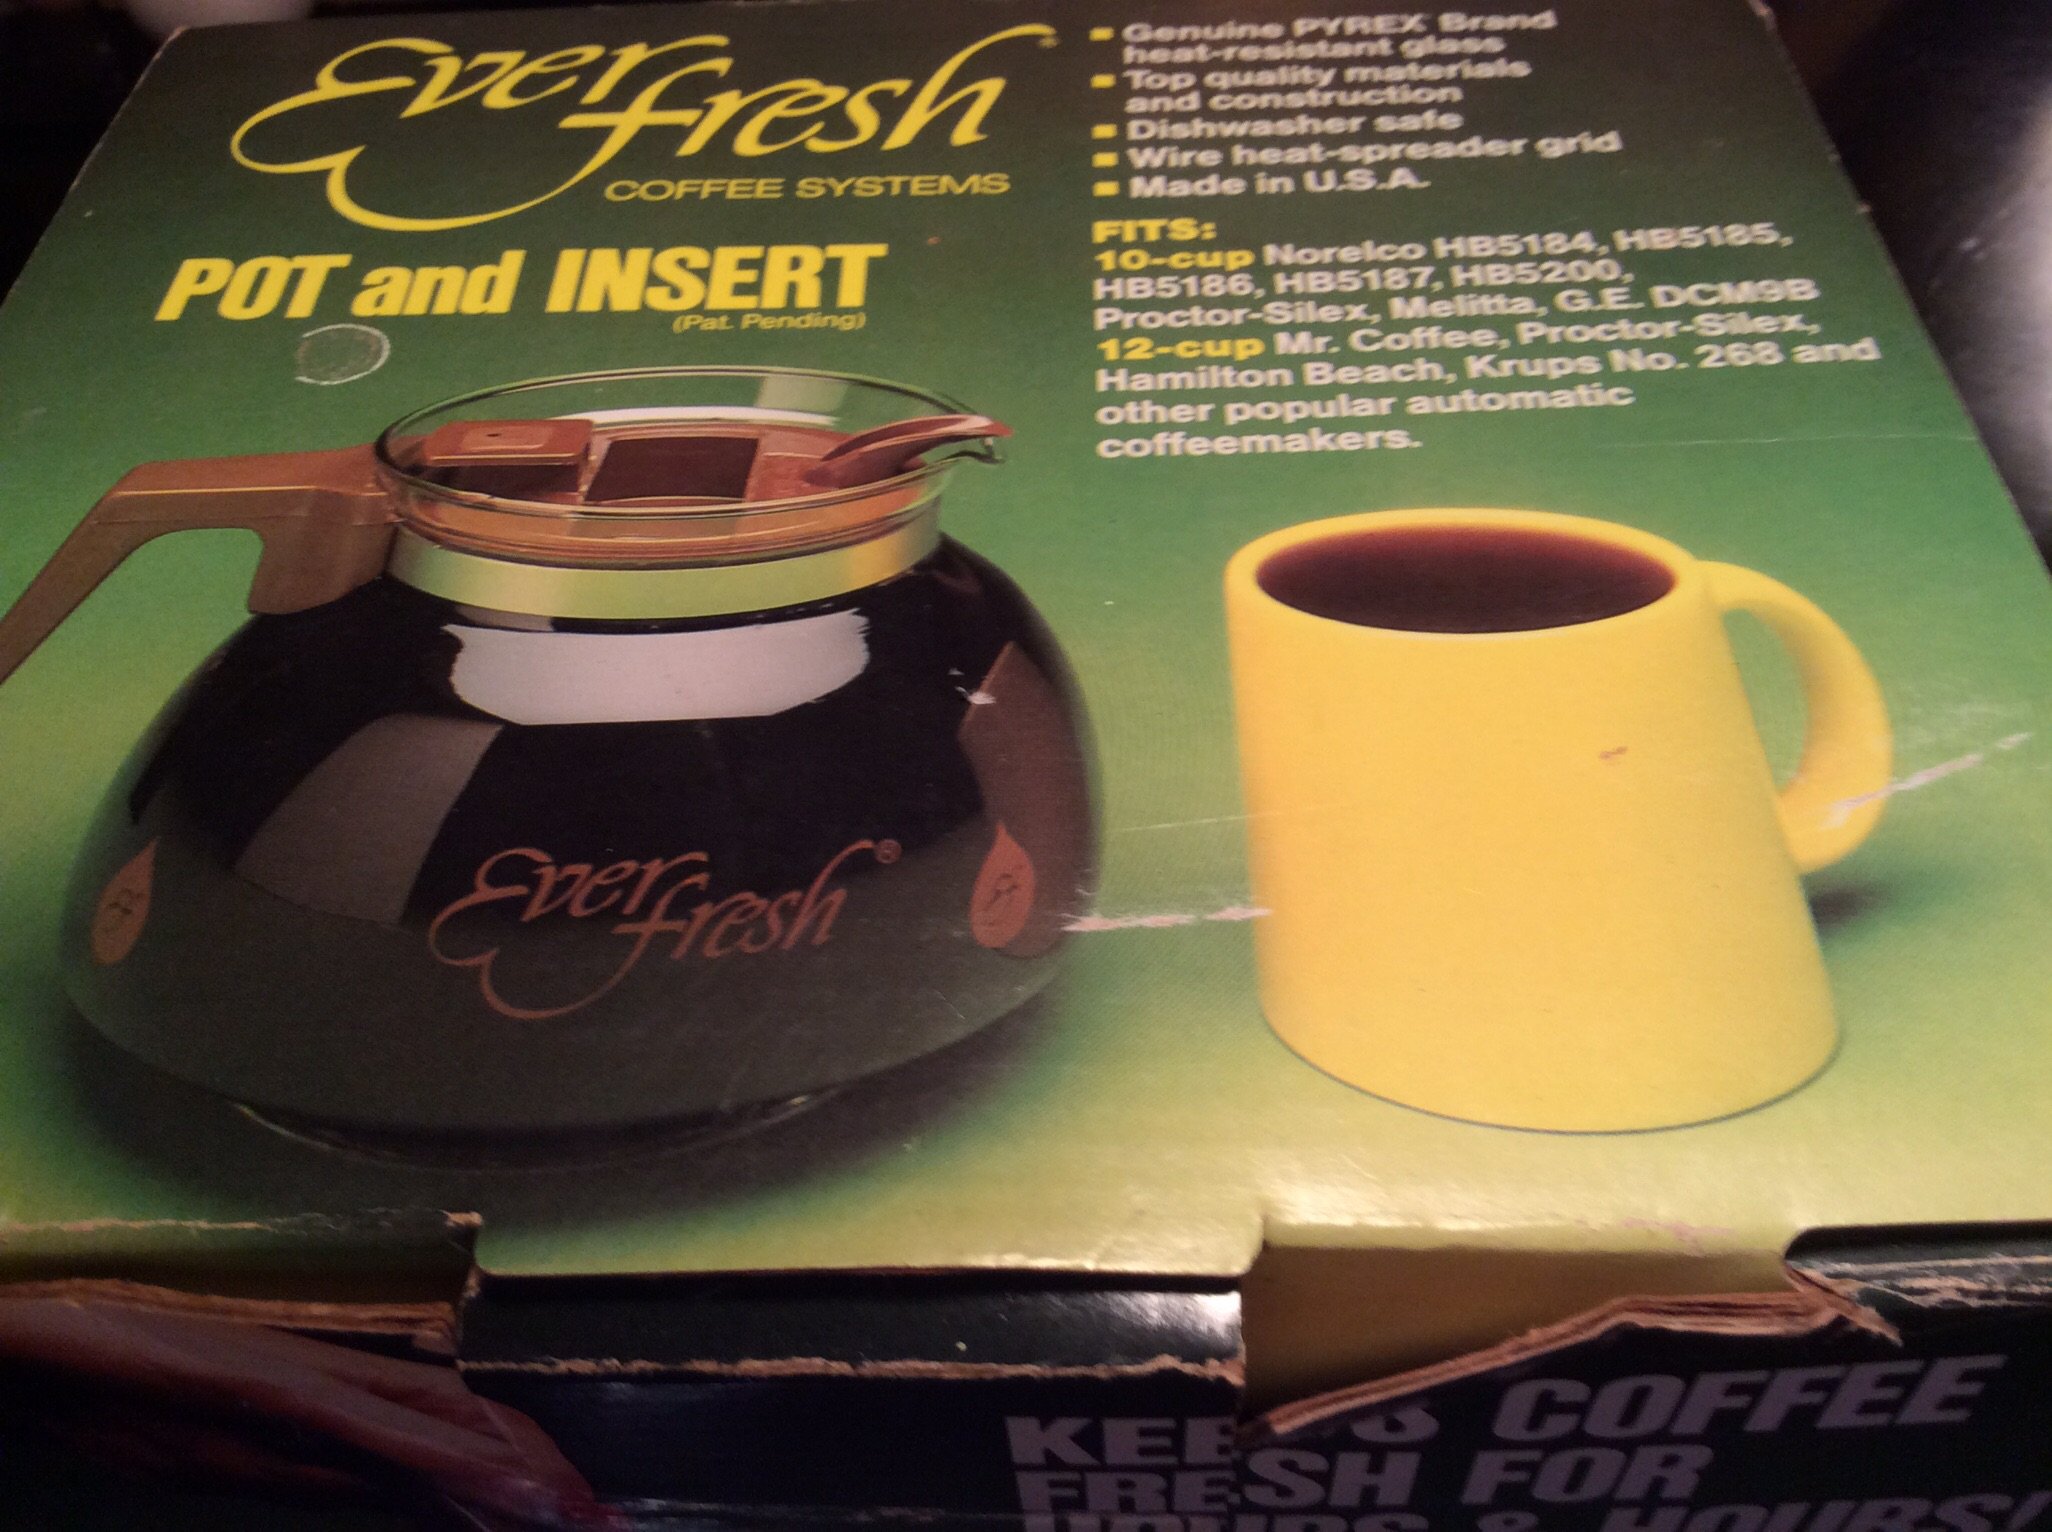 Ever fresh
COFFEE SYSTEMS
POT and INSERT
(Pat. Pending)
Genuine PYREX Brand
heat-resistant glass
Top quality materials
and construction
Dishwasher safe
Wire heat-spreader grid
Made in U.S.A.
FITS:
10-cup Norelco HB5184, HB5185,
HB5186, HB5187, HB5200,
Proctor-Silex, Melitta, G.E. DCM9B
12-cup Mr. Coffee, Proctor-Silex,
Hamilton Beach, Krups No. 268 and
other popular automatic
coffeemakers.
Ever fresh®
COFFEE
FRESH FOR
HOURS & HOURS!